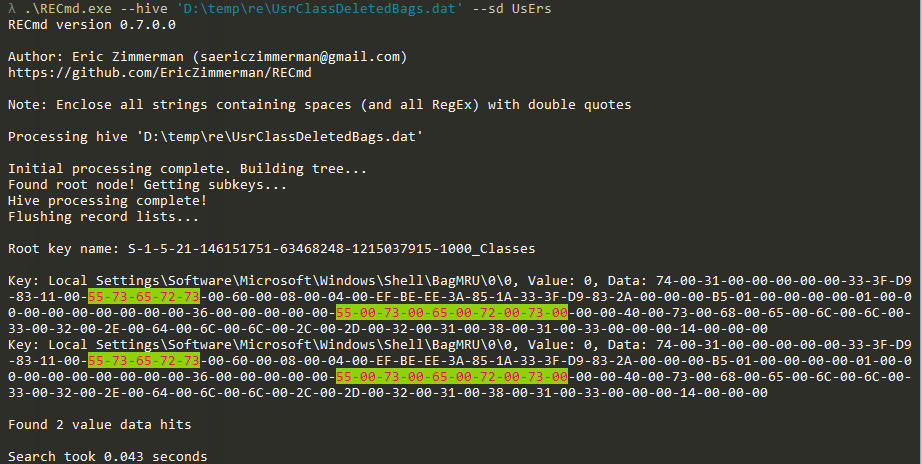 λ .\RECmd.exe --hive 'D:\temp\re\UsrClassDeletedBags.dat' --sd UsErs
RECmd version 0.7.0.0
Author: Eric Zimmerman (saericzimmerman@gmail.com)
https://github.com/EricZimmerman/RECmd
Note: Enclose all strings containing spaces (and all RegEx) with double quotes
Processing hive 'D:\temp\re\UsrClassDeletedBags.dat'
Initial processing complete. Building tree...
Found root node! Getting subkeys...
Hive processing complete!
Flushing record lists...
Root key name: S-1-5-21-146151751-63468248-1215037915-1000_Classes
Key: Local Settings\Software\Microsoft\Windows\Shell\BagMRU\0\0, Value: 0, Data: 74-00-31-00-00-00-00-00-33-3F-D9
-83-11-00-55-73-65-72-73-00-60-00-08-00-04-00-EF-BE-EE-3A-85-1A-33-3F-D9-83-2A-00-00-00-B5-01-00-00-00-00-01-00-0
0-00-00-00-00-00-00-00-00-36-00-00-00-00-00-55-00-73-00-65-00-72-00-73-00-00-00-40-00-73-00-68-00-65-00-6C-00-6C-00-
33-00-32-00-2E-00-64-00-6C-00-6C-00-2C-00-2D-00-32-00-31-00-38-00-31-00-33-00-00-00-14-00-00-00
Key: Local Settings\Software\Microsoft\Windows\Shell\BagMRU\0\0, Value: 0, Data: 74-00-31-00-00-00-00-00-33-3F-D9
-83-11-00-55-73-65-72-73-00-60-00-08-00-04-00-EF-BE-EE-3A-85-1A-33-3F-D9-83-2A-00-00-00-B5-01-00-00-00-00-01-00-0
0-00-00-00-00-00-00-00-00-36-00-00-00-00-00-55-00-73-00-65-00-72-00-73-00-00-00-40-00-73-00-68-00-65-00-6C-00-6C-00-
33-00-32-00-2E-00-64-00-6C-00-6C-00-2C-00-2D-00-32-00-31-00-38-00-31-00-33-00-00-00-14-00-00-00
Found 2 value data hits
Search took 0.043 seconds